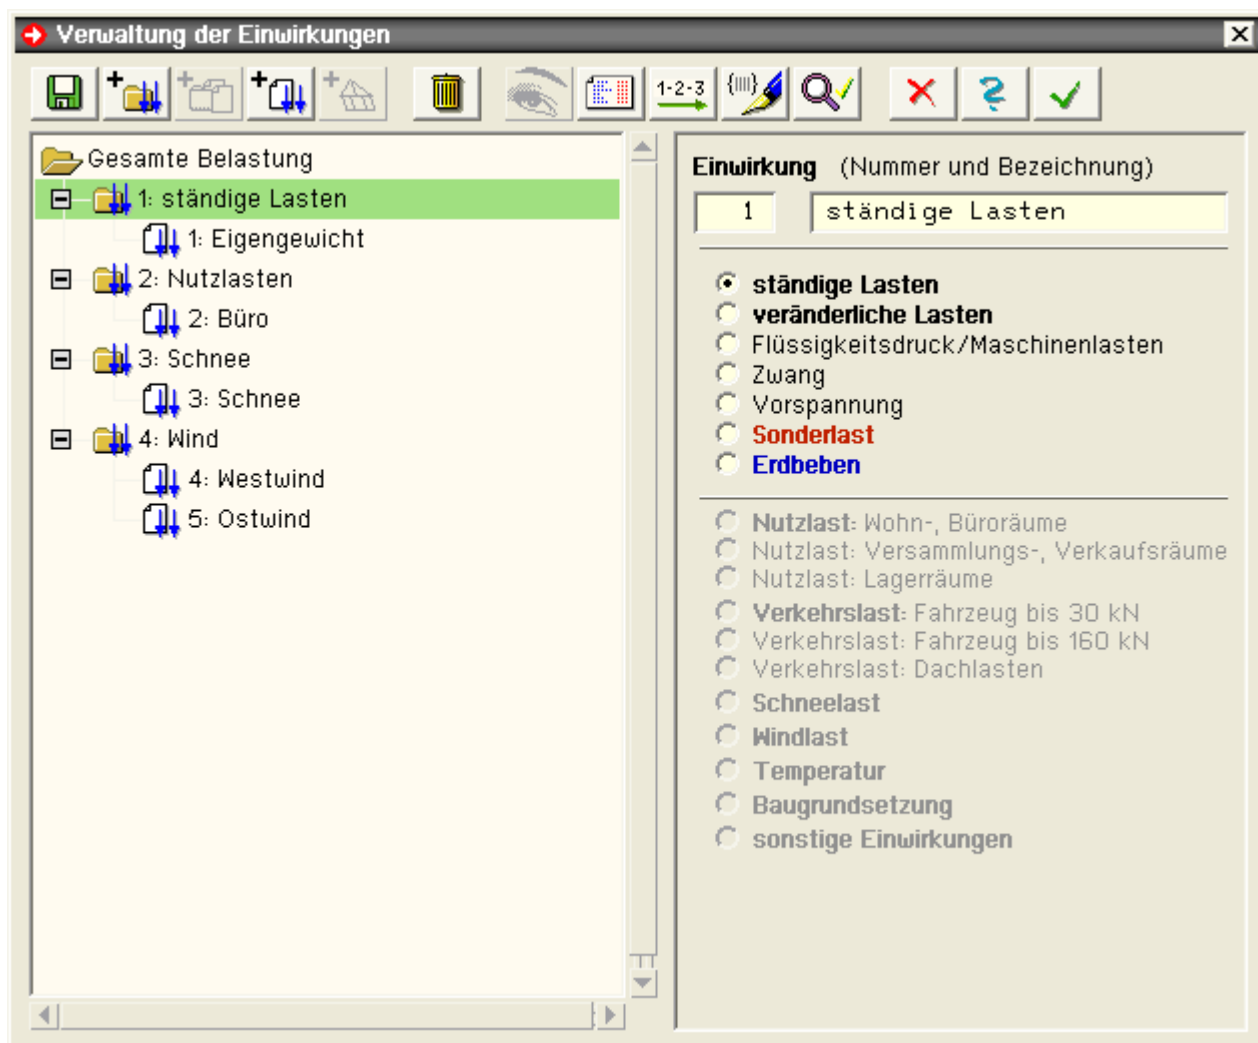 Verwaltung der Einwirkungen
1-2-3
Gesamte Belastung
1: ständige Lasten
1: Eigengewicht
2: Nutzlasten
2: Büro
3: Schnee
3: Schnee
4: Wind
4: Westwind
5: Ostwind
Einwirkung (Nummer und Bezeichnung)
1 ständige Lasten
ständige Lasten
veränderliche Lasten
Flüssigkeitsdruck/Maschinenlasten
Zwang
Vorspannung
Sonderlast
Erdbeben
Nutzlast: Wohn-, Büroräume
Nutzlast: Versammlungs-, Verkaufsräume
Nutzlast: Lagerräume
Verkehrslast: Fahrzeug bis 30 kN
Verkehrslast: Fahrzeug bis 160 kN
Verkehrslast: Dachlasten
Schneelast
Windlast
Temperatur
Baugrundsetzung
sonstige Einwirkungen